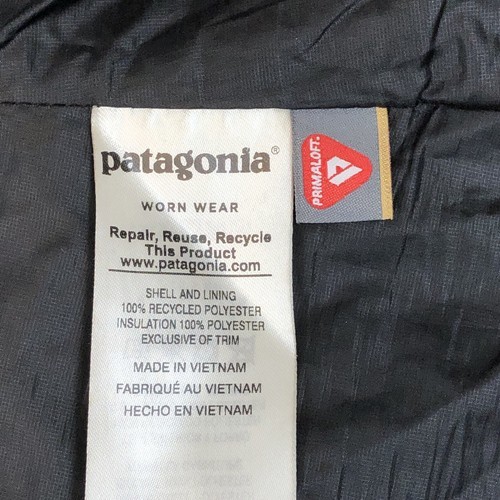 patagonia®
WORN WEAR
Repair, Reuse, Recycle
This Product
www.patagonia.com
SHELL AND LINING
100% RECYCLED POLYESTER
INSULATION 100% POLYESTER
EXCLUSIVE OF TRIM
MADE IN VIETNAM
FABRIQUÉ AU VIETNAM
HECHO EN VIETNAM
PRIMALOFT.